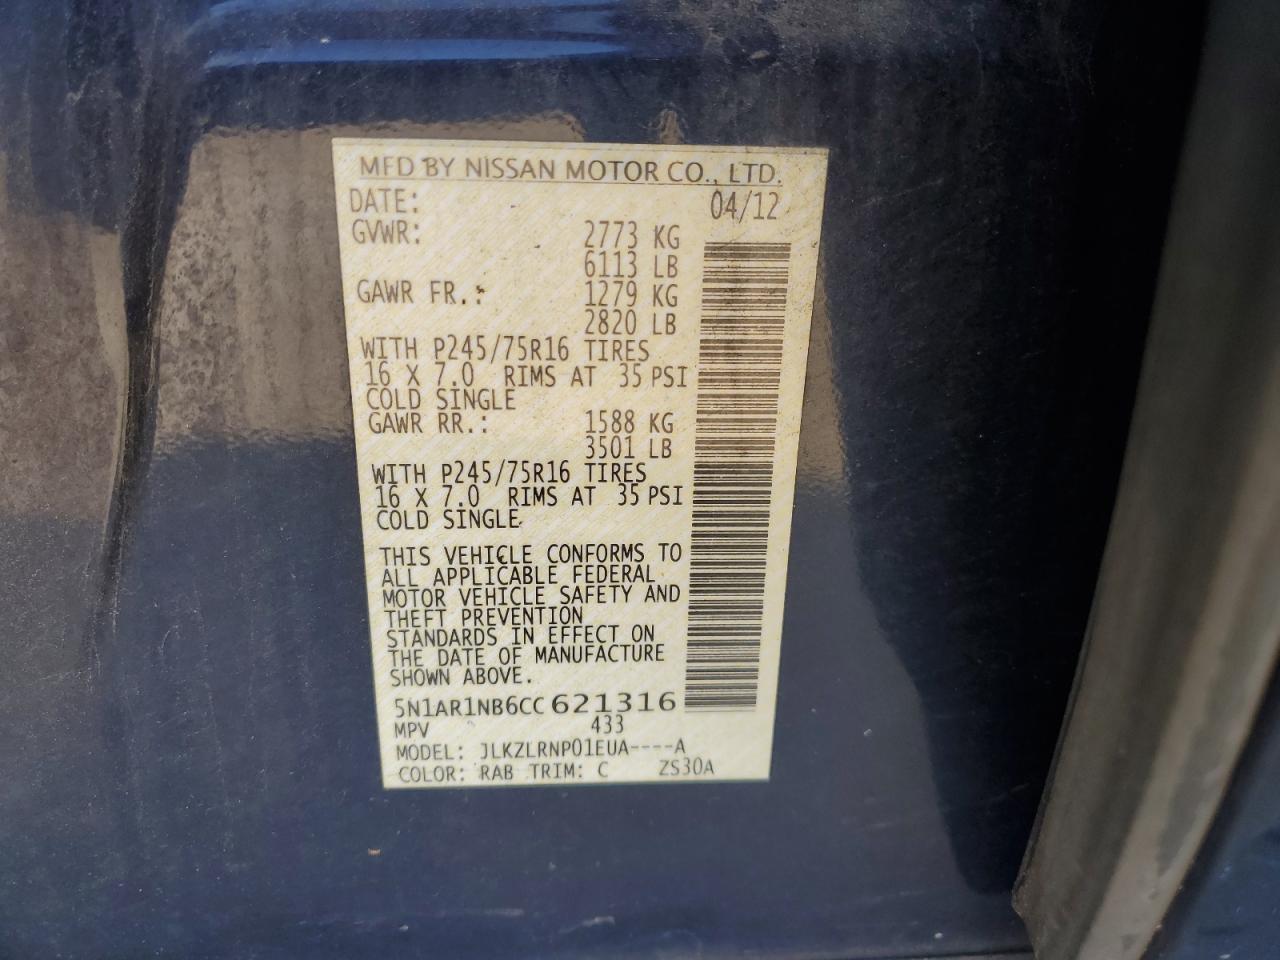 MFD BY NISSAN MOTOR CO., LTD.
DATE: 04/12
GVWR: 2773 KG
6113 LB
GAWR FR.: 1279 KG
2820 LB
WITH P245/75R16 TIRES
16 X 7.0 RIMS AT 35 PSI
COLD SINGLE
GAWR RR.: 1588 KG
3501 LB
WITH P245/75R16 TIRES
16 X 7.0 RIMS AT 35 PSI
COLD SINGLE
THIS VEHICLE CONFORMS TO
ALL APPLICABLE FEDERAL
MOTOR VEHICLE SAFETY AND
THEFT PREVENTION
STANDARDS IN EFFECT ON
THE DATE OF MANUFACTURE
SHOWN ABOVE.
5N1AR1NB6CC621316
MPV 433
MODEL: JLKZLRNP01EUA----A
COLOR: RAB TRIM: C ZS30A